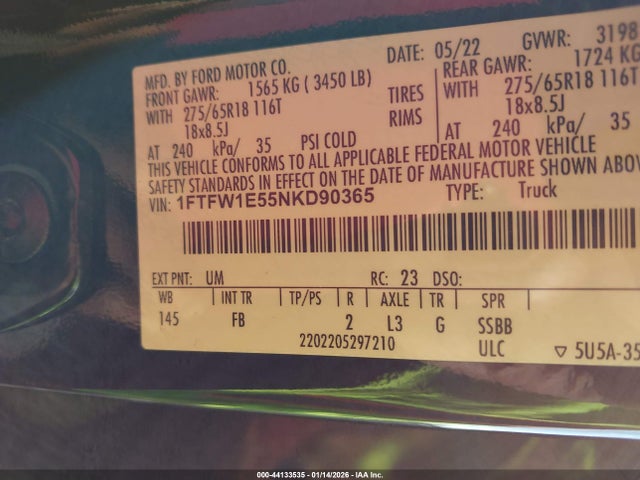 MFD. BY FORD MOTOR CO. DATE: 05/22 GVWR: 3198
FRONT GAWR: 1565 KG ( 3450 LB) REAR GAWR: 1724 KG
WITH 275/65R18 116T TIRES WITH 275/65R18 116T
18x8.5J RIMS 18x8.5J
AT 240 kPa/ 35 PSI COLD AT 240 kPa/ 35
THIS VEHICLE CONFORMS TO ALL APPLICABLE FEDERAL MOTOR VEHICLE
SAFETY STANDARDS IN EFFECT ON THE DATE OF MANUFACTURE SHOWN ABOV
VIN: 1FTFW1E55NKD90365 TYPE: Truck
EXT PNT: UM RC: 23 DSO:
WB | INT TR | TP/PS | R | AXLE | TR | SPR
145 FB 2 L3 G SSBB
2202205297210 ULC ▽ 5U5A-35
000-44133535 - 01/14/2026 - IAA Inc.